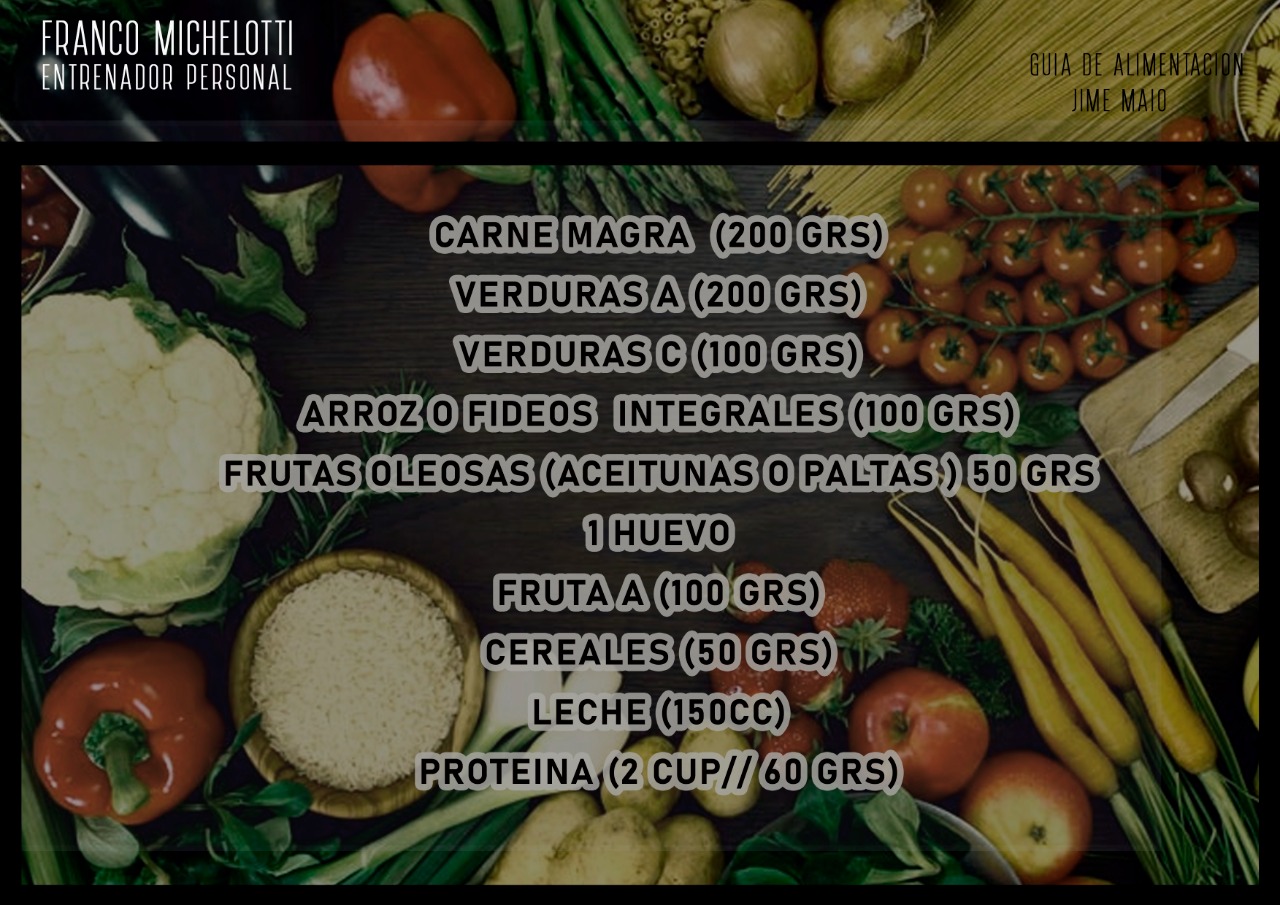 FRANCO MICHELOTTI
ENTRENADOR PERSONAL
GUIA DE ALIMENTACION
JIME MAIO
CARNE MAGRA (200 GRS)
VERDURAS A (200 GRS)
VERDURAS C (100 GRS)
ARROZ O FIDEOS INTEGRALES (100 GRS)
FRUTAS OLEOSAS (ACEITUNAS O PALTAS ) 50 GRS
1 HUEVO
FRUTA A (100 GRS)
CEREALES (50 GRS)
LECHE (150CC)
PROTEINA (2 CUP// 60 GRS)